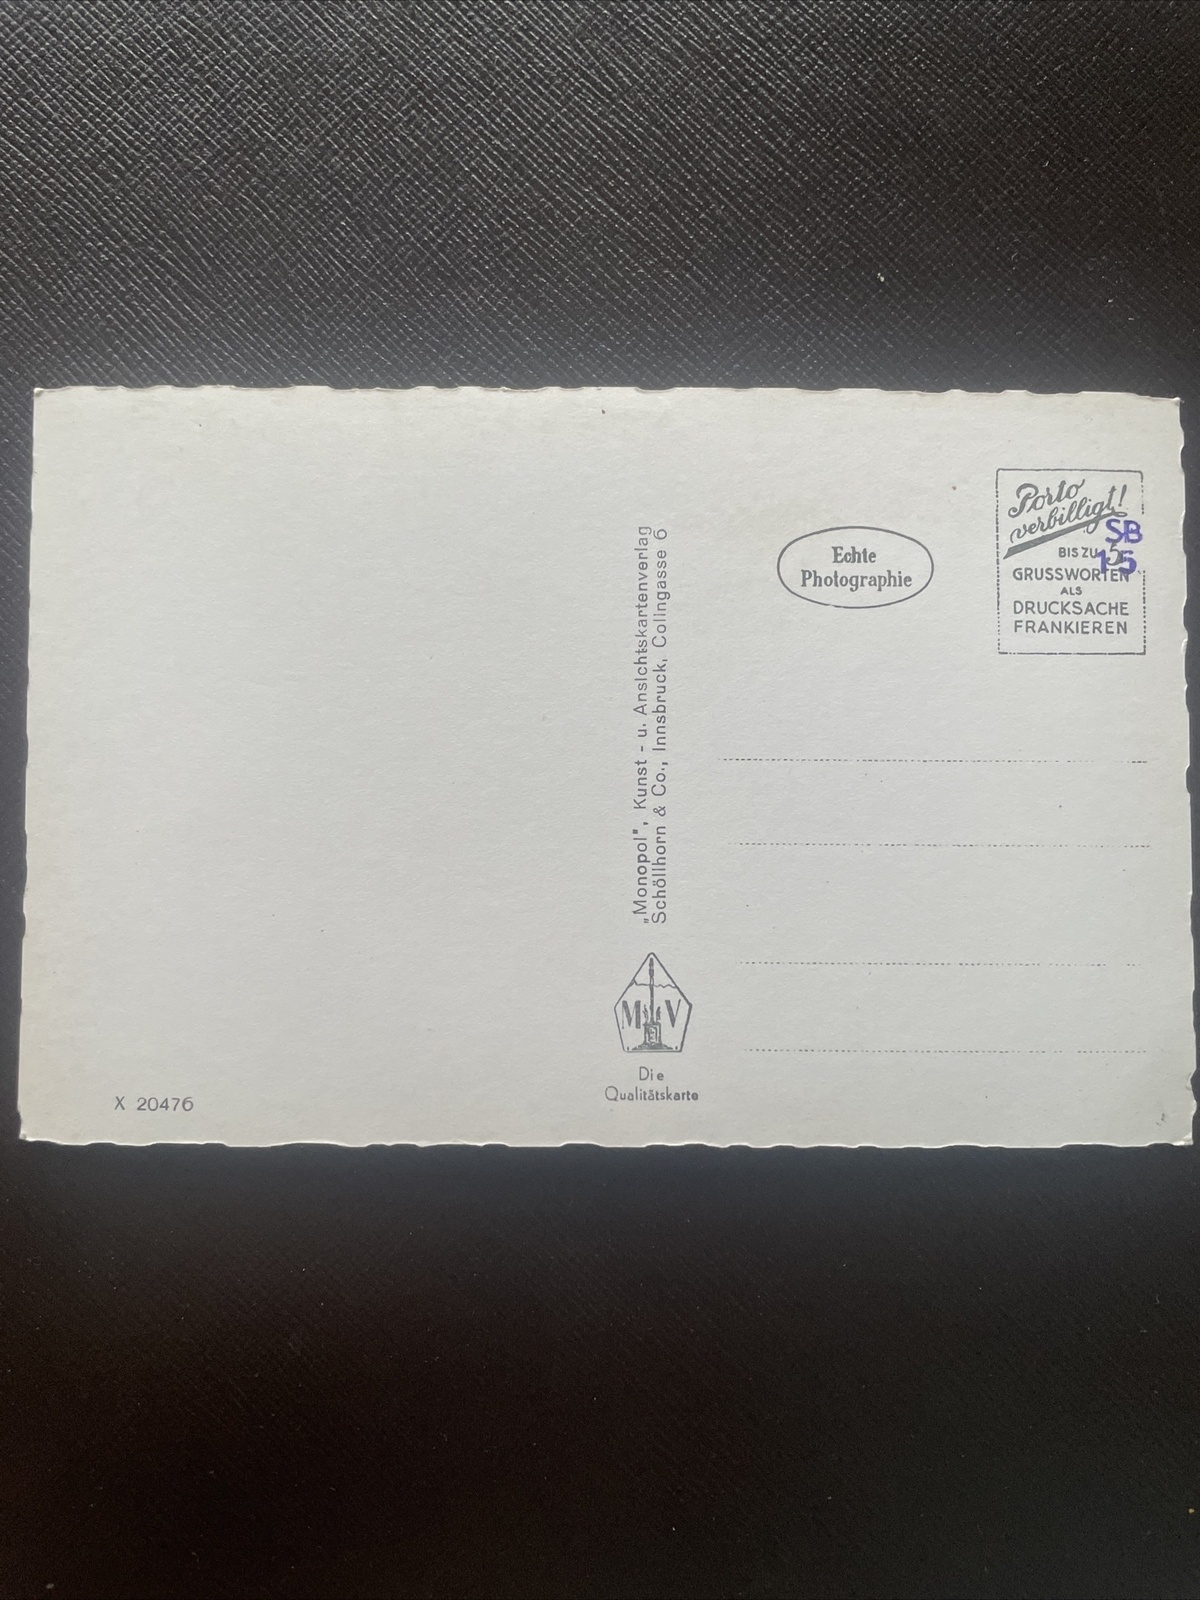 Porto
verbilligt!
SB
BIS ZU 5
15
GRUSSWORTEN
ALS
DRUCKSACHE
FRANKIEREN
Echte
Photographie
„Monopol", Kunst - u. Ansichtskartenverlag
Schöllhorn & Co., Innsbruck, Colingasse 6
M V
Die
Qualitätskarte
X 20476